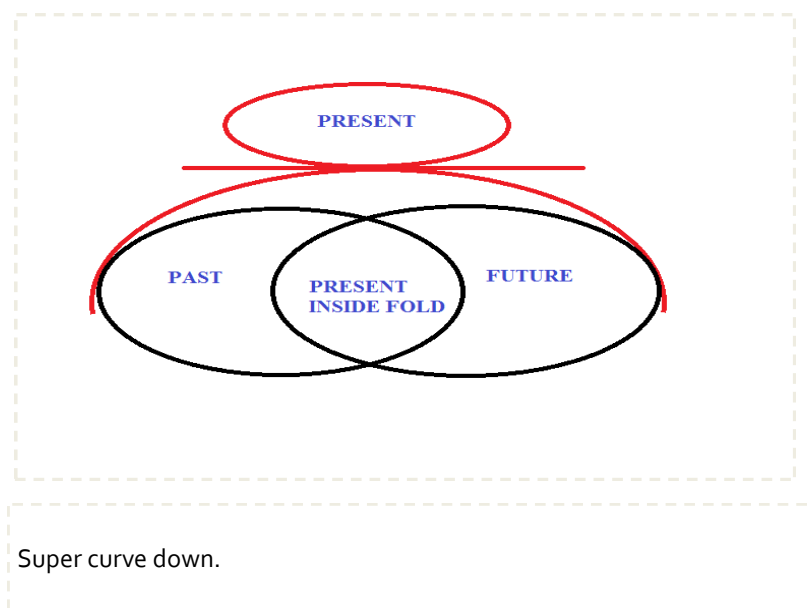 PRESENT
PAST
PRESENT
INSIDE FOLD
FUTURE
Super curve down.